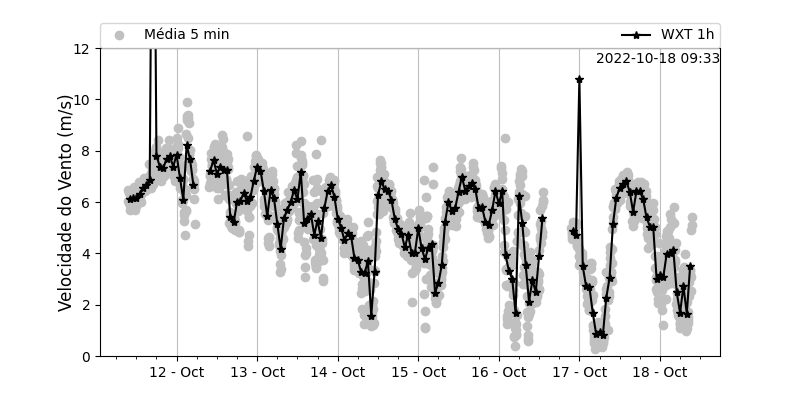 Média 5 min
WXT 1h
2022-10-18 09:33
Velocidade do Vento (m/s)
12
10
8
6
4
2
0
12 - Oct
13 - Oct
14 - Oct
15 - Oct
16 - Oct
17 - Oct
18 - Oct